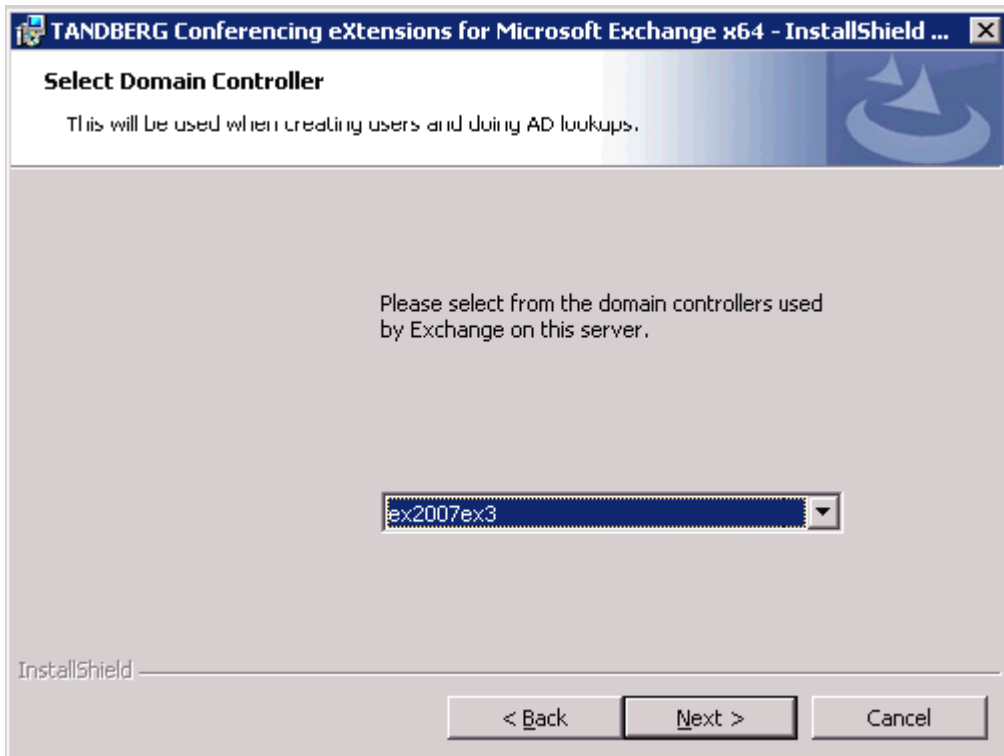 TANDBERG Conferencing eXtensions for Microsoft Exchange x64 - InstallShield ...
Select Domain Controller
This will be used when creating users and doing AD lookups.
Please select from the domain controllers used
by Exchange on this server.
ex2007ex3
InstallShield
< Back
Next >
Cancel